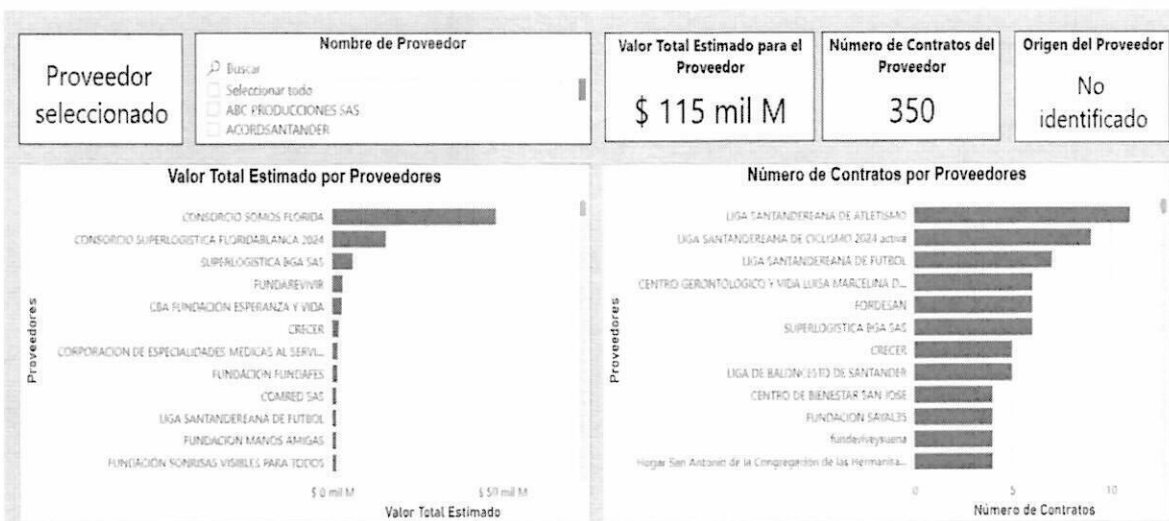 Proveedor
seleccionado
Nombre de Proveedor
Buscar
Seleccionar todo
ABC PRODUCCIONES SAS
ACORDSANTANDER
Valor Total Estimado para el
Proveedor
$ 115 mil M
Número de Contratos del
Proveedor
350
Origen del Proveedor
No
identificado
Valor Total Estimado por Proveedores
Proveedores
CONSORCIO SOMOS FLORIDA
CONSORCIO SUPERLOGISTICA FLORIDABLANCA 2024
SUPERLOGISTICA BGA SAS
FUNDAREVIVIR
CBA FUNDACION ESPERANZA Y VIDA
CRECER
CORPORACION DE ESPECIALIDADES MEDICAS AL SERVI...
FUNDACION FUNDAFES
COMRED SAS
LIGA SANTANDEREANA DE FUTBOL
FUNDACION MANOS AMIGAS
FUNDACIÓN SONRISAS VISIBLES PARA TODOS
$ 0 mil M
$ 50 mil M
Valor Total Estimado
Número de Contratos por Proveedores
Proveedores
LIGA SANTANDEREANA DE ATLETISMO
LIGA SANTANDEREANA DE CICLISMO 2024 activa
LIGA SANTANDEREANA DE FUTBOL
CENTRO GERONTOLOGICO Y VIDA LUISA MARCELINA D...
FORDESAN
SUPERLOGISTICA BGA SAS
CRECER
LIGA DE BALONCESTO DE SANTANDER
CENTRO DE BIENESTAR SAN JOSE
FUNDACION SAYALES
fundeviveysuena
Hogar San Antonio de la Congregación de las Hermanita...
0
5
10
Número de Contratos